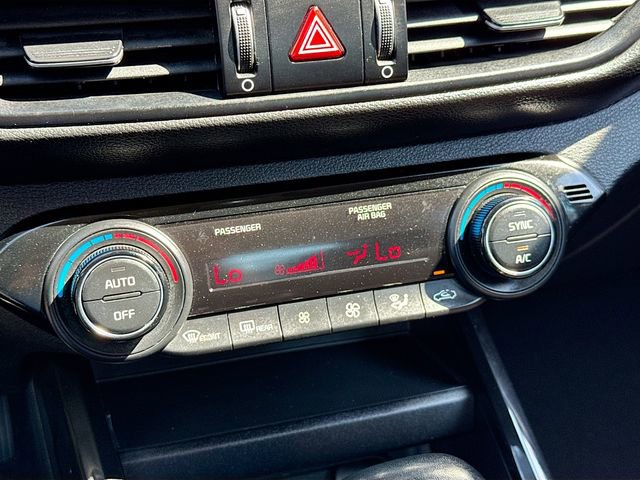 PASSENGER
PASSENGER
AIR BAG
Lo
Lo
AUTO
OFF
SYNC
A/C
FRONT
REAR